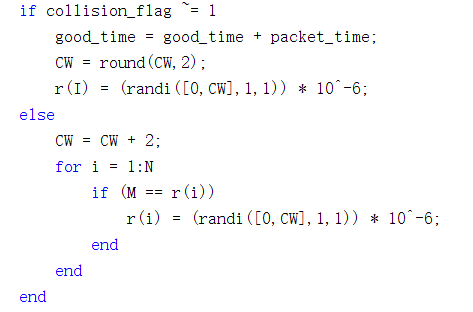 if collision_flag ~= 1
    good_time = good_time + packet_time;
    CW = round(CW,2);
    r(I) = (randi([0,CW],1,1)) * 10^-6;
else
    CW = CW + 2;
    for i = 1:N
        if (M == r(i))
            r(i) = (randi([0,CW],1,1)) * 10^-6;
        end
    end
end